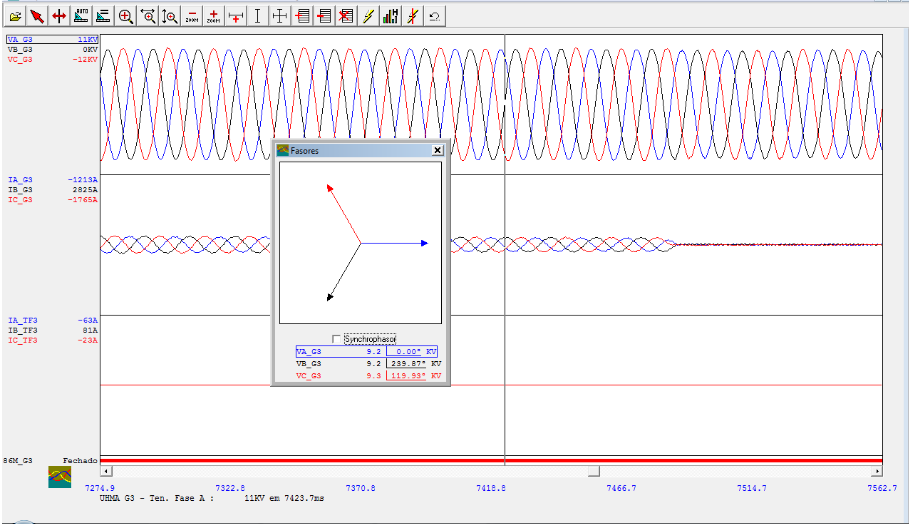 AUTO
ZOOM ZOOM
VA_G3 11KV
VB_G3 0KV
VC_G3 -12KV
Fasores
IA_G3 -1213A
IB_G3 2825A
IC_G3 -1765A
IA_TF3 -63A
IB_TF3 81A
IC_TF3 -23A
Synchrophasor
VA_G3 9.2 0.00° KV
VB_G3 9.2 239.87° KV
VC_G3 9.3 119.93° KV
86M_G3 Fechado
7274.9 7322.8 7370.8 7418.8 7466.7 7514.7 7562.7
UHMA G3 - Ten. Fase A : 11KV em 7423.7ms